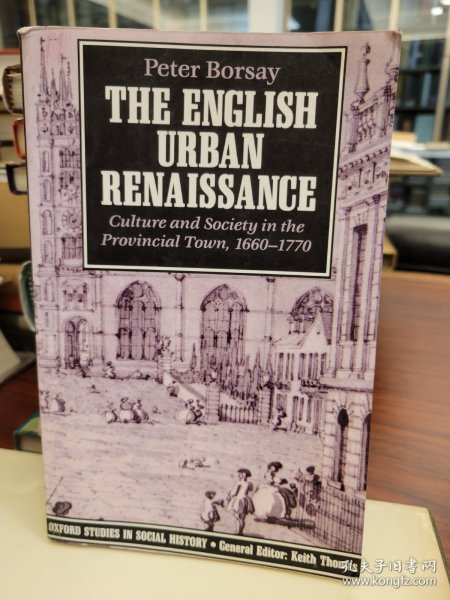 Peter Borsay
THE ENGLISH
URBAN
RENAISSANCE
Culture and Society in the
Provincial Town, 1660–1770
OXFORD STUDIES IN SOCIAL HISTORY • General Editor: Keith Thomas
孔夫子旧书网
www.kongfz.com